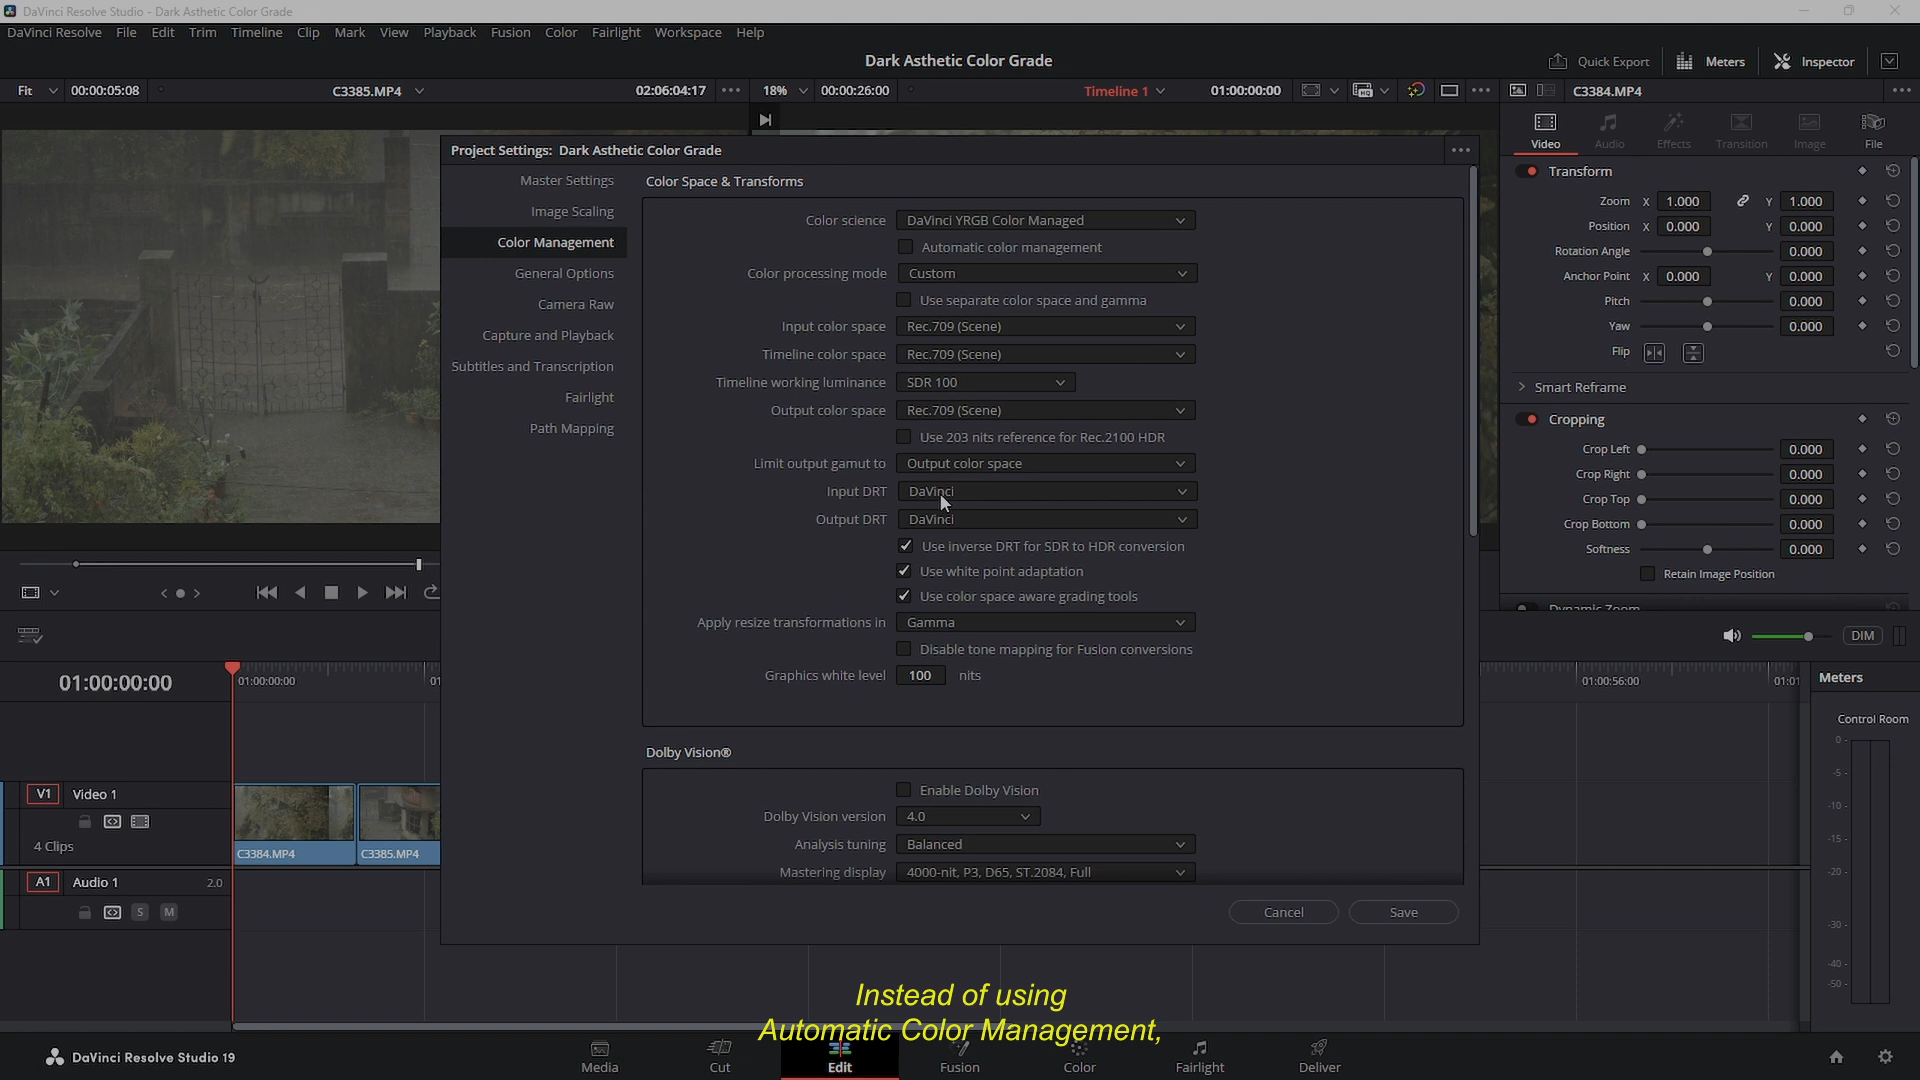 DaVinci Resolve Studio - Dark Asthetic Color Grade
DaVinci Resolve File Edit Trim Timeline Clip Mark View Playback Fusion Color Fairlight Workspace Help
Dark Asthetic Color Grade
Quick Export Meters Inspector
Fit 00:00:05:08 C3385.MP4 02:06:04:17 18% 00:00:26:00 Timeline 1 01:00:00:00 C3384.MP4
Video Audio Effects Transition Image File
Project Settings: Dark Asthetic Color Grade
Master Settings
Image Scaling
Color Management
General Options
Camera Raw
Capture and Playback
Subtitles and Transcription
Fairlight
Path Mapping
Color Space & Transforms
Color science DaVinci YRGB Color Managed
Automatic color management
Color processing mode Custom
Use separate color space and gamma
Input color space Rec.709 (Scene)
Timeline color space Rec.709 (Scene)
Timeline working luminance SDR 100
Output color space Rec.709 (Scene)
Use 203 nits reference for Rec.2100 HDR
Limit output gamut to Output color space
Input DRT DaVinci
Output DRT DaVinci
Use inverse DRT for SDR to HDR conversion
Use white point adaptation
Use color space aware grading tools
Apply resize transformations in Gamma
Disable tone mapping for Fusion conversions
Graphics white level 100 nits
Dolby Vision®
Enable Dolby Vision
Dolby Vision version 4.0
Analysis tuning Balanced
Mastering display 4000-nit, P3, D65, ST.2084, Full
Cancel Save
Transform
Zoom X 1.000 Y 1.000
Position X 0.000 Y 0.000
Rotation Angle 0.000
Anchor Point X 0.000 Y 0.000
Pitch 0.000
Yaw 0.000
Flip
Smart Reframe
Cropping
Crop Left 0.000
Crop Right 0.000
Crop Top 0.000
Crop Bottom 0.000
Softness 0.000
Retain Image Position
Dynamic Zoom
DIM
01:00:00:00 01:00:00:00 01 01:00:56:00 01:01
V1 Video 1
4 Clips
C3384.MP4 C3385.MP4
A1 Audio 1 2.0
S M
Meters
Control Room
0
-5
-10
-15
-20
-30
-40
-50
Instead of using
Automatic Color Management,
DaVinci Resolve Studio 19
Media Cut Edit Fusion Color Fairlight Deliver